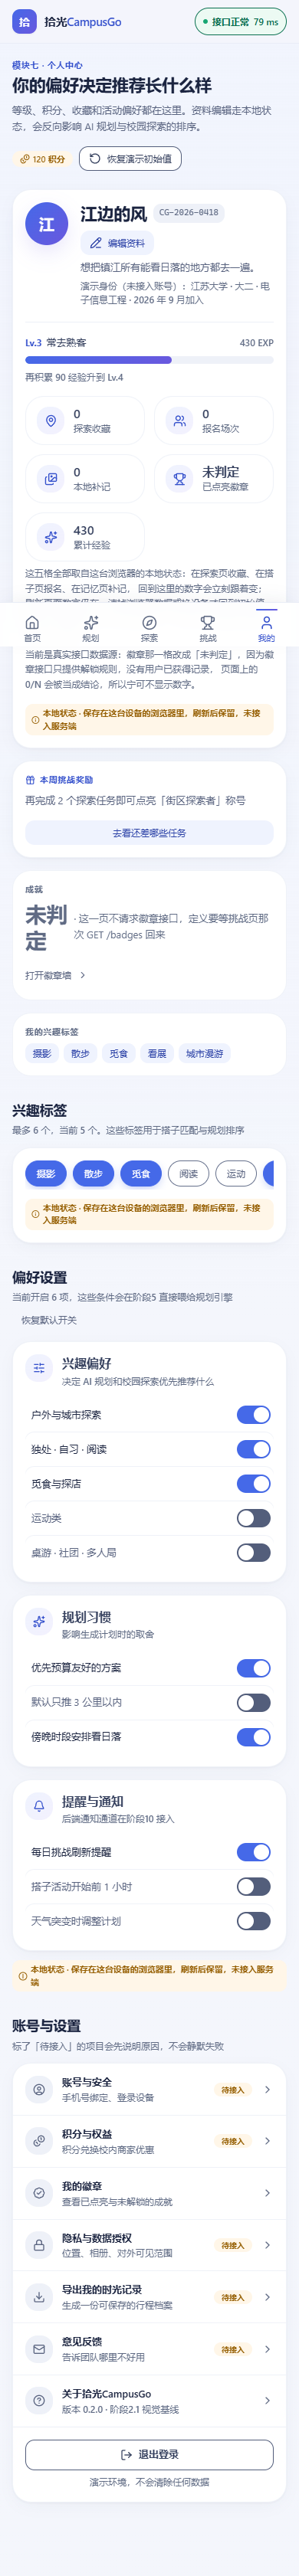 拾
拾光CampusGo
接口正常 79 ms
模块七 · 个人中心
你的偏好决定推荐长什么样
等级、积分、收藏和活动偏好都在这里。资料编辑走本地状
态，会反向影响 AI 规划与校园探索的排序。
120 积分
恢复演示初始值
江
江边的风
CG-2026-0418
编辑资料
想把镇江所有能看日落的地方都去一遍。
演示身份（未接入账号）：江苏大学 · 大二 · 电
子信息工程 · 2026 年 9 月加入
Lv.3 常去熟客
430 EXP
再积累 90 经验升到 Lv.4
0
探索收藏
0
报名场次
0
本地补记
未判定
已点亮徽章
430
累计经验
这五格全部取自这台浏览器的本地状态：在探索页收藏、在搭
子页报名、在记忆页补记， 回到这里的数字会立刻跟着变；
首页
规划
探索
挑战
我的
当前是真实接口数据源：徽章那一格改成「未判定」，因为徽
章接口只提供解锁规则，没有用户已获得记录， 页面上的
0/N 会被当成结论，所以宁可不显示数字。
本地状态 · 保存在这台设备的浏览器里，刷新后保留，未接
入服务端
本周挑战奖励
再完成 2 个探索任务即可点亮「街区探索者」称号
去看还差哪些任务
成就
未判
定
· 这一页不请求徽章接口，定义要等挑战页那
次 GET /badges 回来
打开徽章墙
我的兴趣标签
摄影
散步
觅食
看展
城市漫游
兴趣标签
最多 6 个，当前 5 个。这些标签用于搭子匹配与规划排序
摄影
散步
觅食
阅读
运动
本地状态 · 保存在这台设备的浏览器里，刷新后保留，未接
入服务端
偏好设置
当前开启 6 项，这些条件会在阶段5 直接喂给规划引擎
恢复默认开关
兴趣偏好
决定 AI 规划和校园探索优先推荐什么
户外与城市探索
独处 · 自习 · 阅读
觅食与探店
运动类
桌游 · 社团 · 多人局
规划习惯
影响生成计划时的取舍
优先预算友好的方案
默认只推 3 公里以内
傍晚时段安排看日落
提醒与通知
后端通知通道在阶段10 接入
每日挑战刷新提醒
搭子活动开始前 1 小时
天气突变时调整计划
本地状态 · 保存在这台设备的浏览器里，刷新后保留，未接入服务
端
账号与设置
标了「待接入」的项目会先说明原因，不会静默失败
账号与安全
手机号绑定、登录设备
待接入
积分与权益
积分兑换校内商家优惠
待接入
我的徽章
查看已点亮与未解锁的成就
隐私与数据授权
位置、相册、对外可见范围
待接入
导出我的时光记录
生成一份可保存的行程档案
待接入
意见反馈
告诉团队哪里不好用
待接入
关于拾光CampusGo
版本 0.2.0 · 阶段2.1 视觉基线
退出登录
演示环境，不会清除任何数据